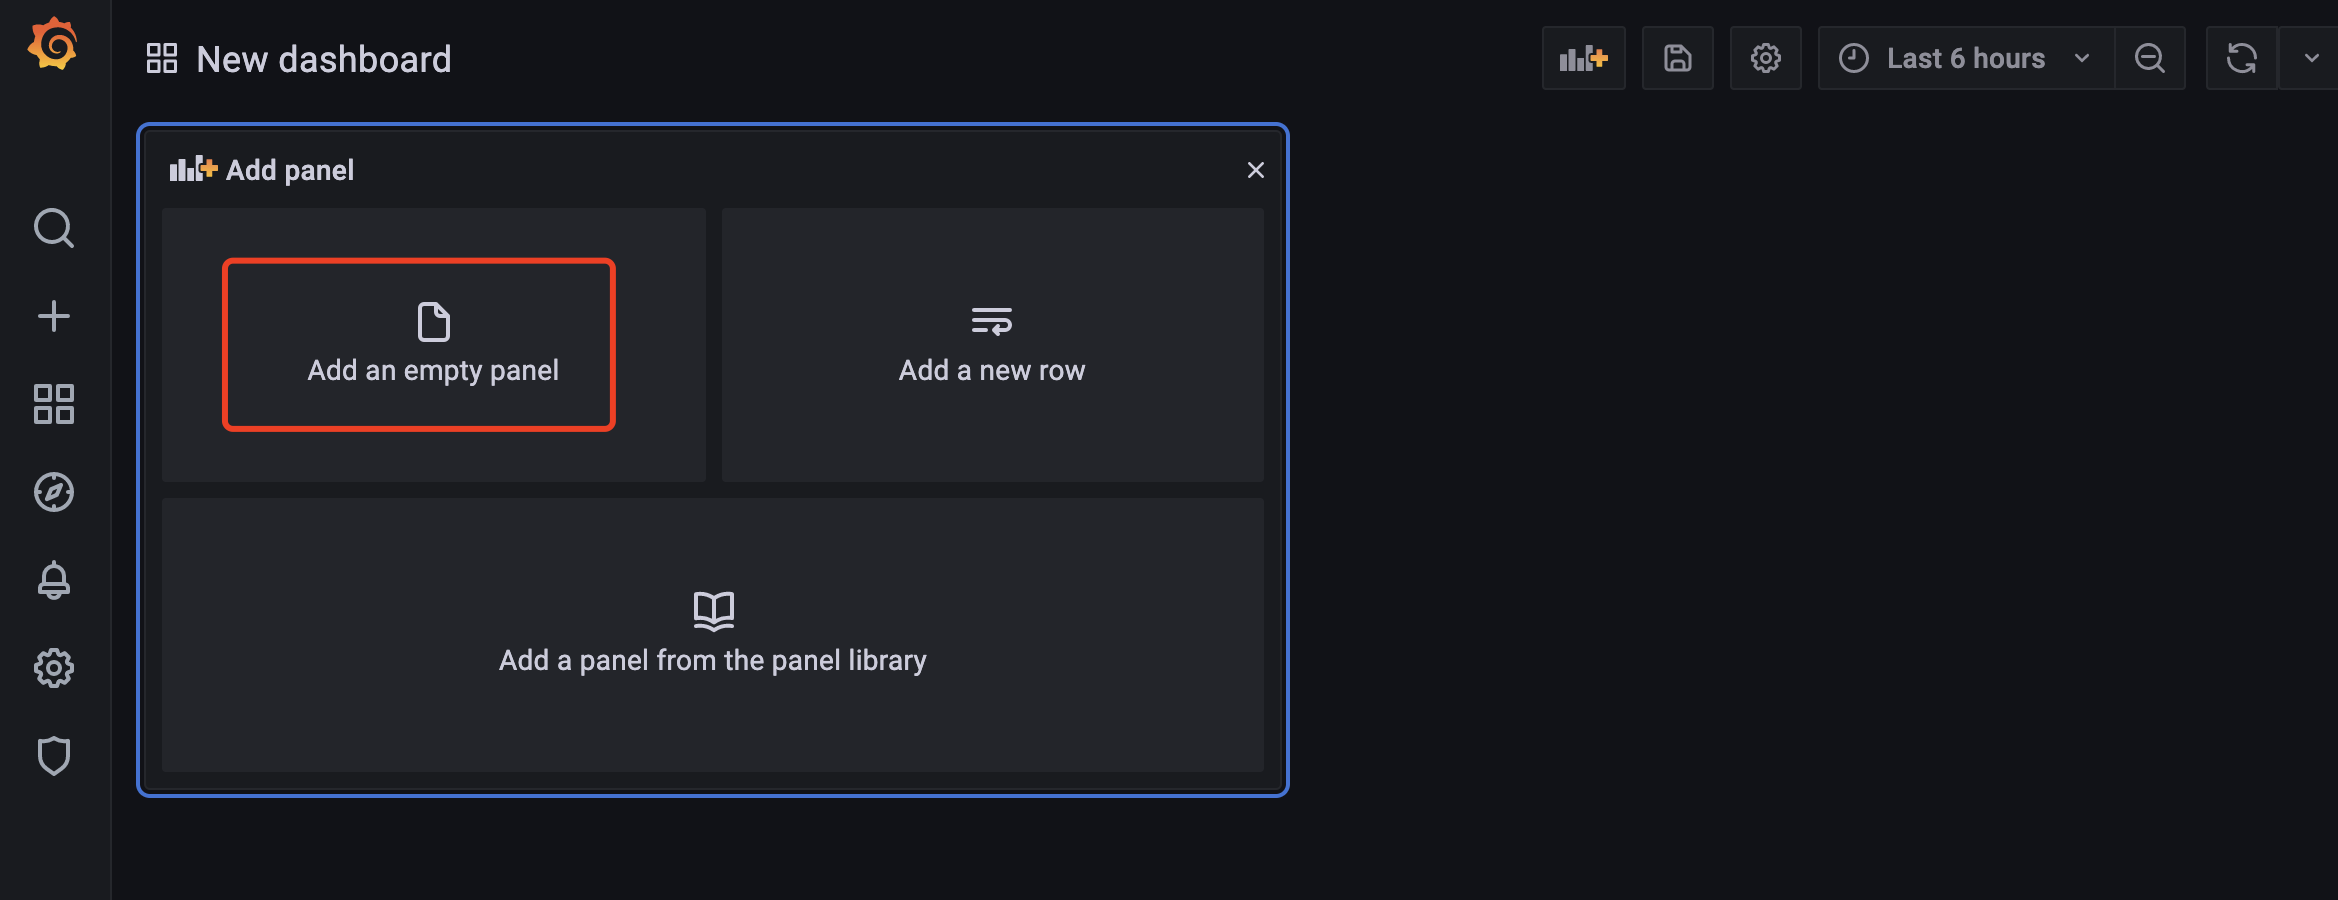 New dashboard
Last 6 hours
Add panel
Add an empty panel
Add a new row
Add a panel from the panel library